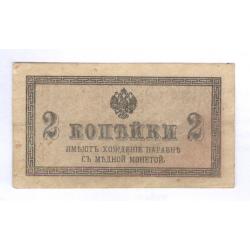 2 КОПѢЙКИ 2
ИМѢЮТЪ ХОЖДЕНІЕ НАРАВНѢ
СЪ МѢДНОЙ МОНЕТОЙ.